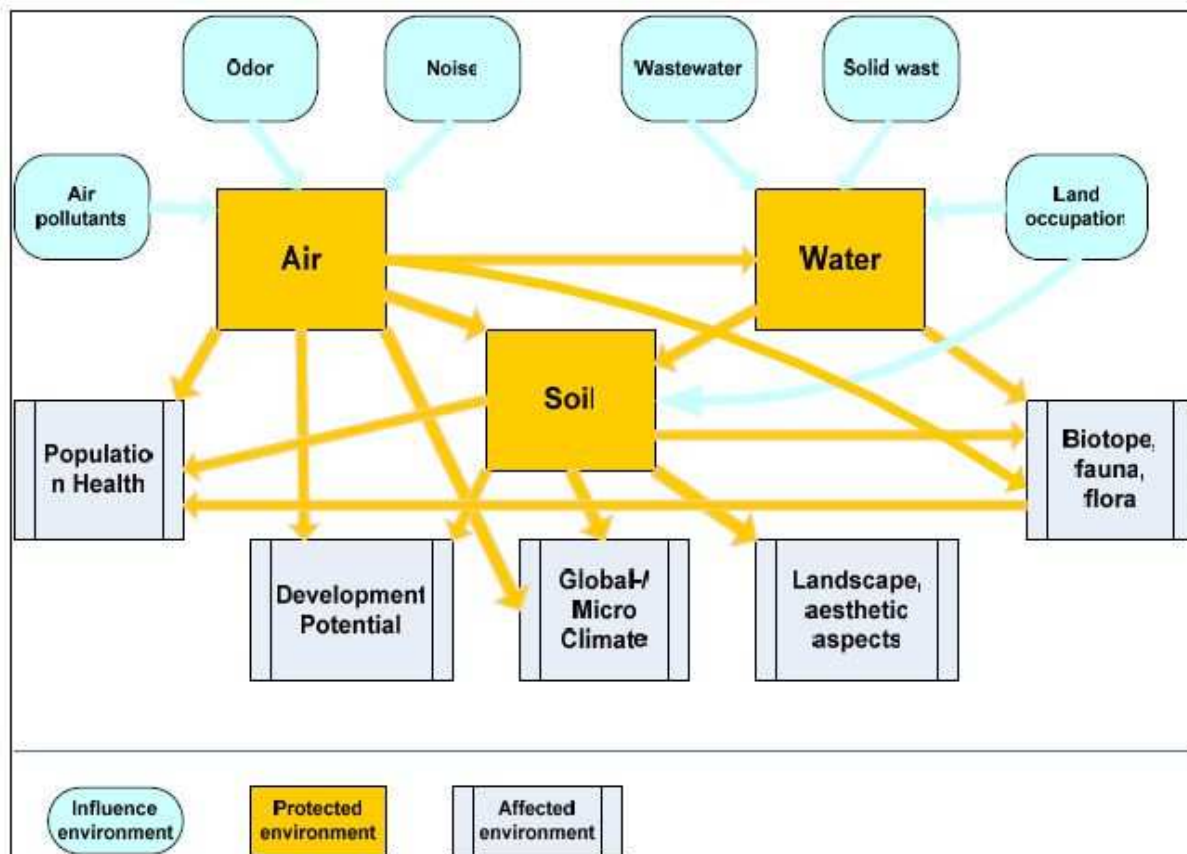 Odor
Noise
Wastewater
Solid wast
Air
pollutants
Land
occupation
Air
Water
Soil
Populatio
n Health
Biotope,
fauna,
flora
Development
Potential
Global-/
Micro
Climate
Landscape,
aesthetic
aspects
Influence
environment
Protected
environment
Affected
environment